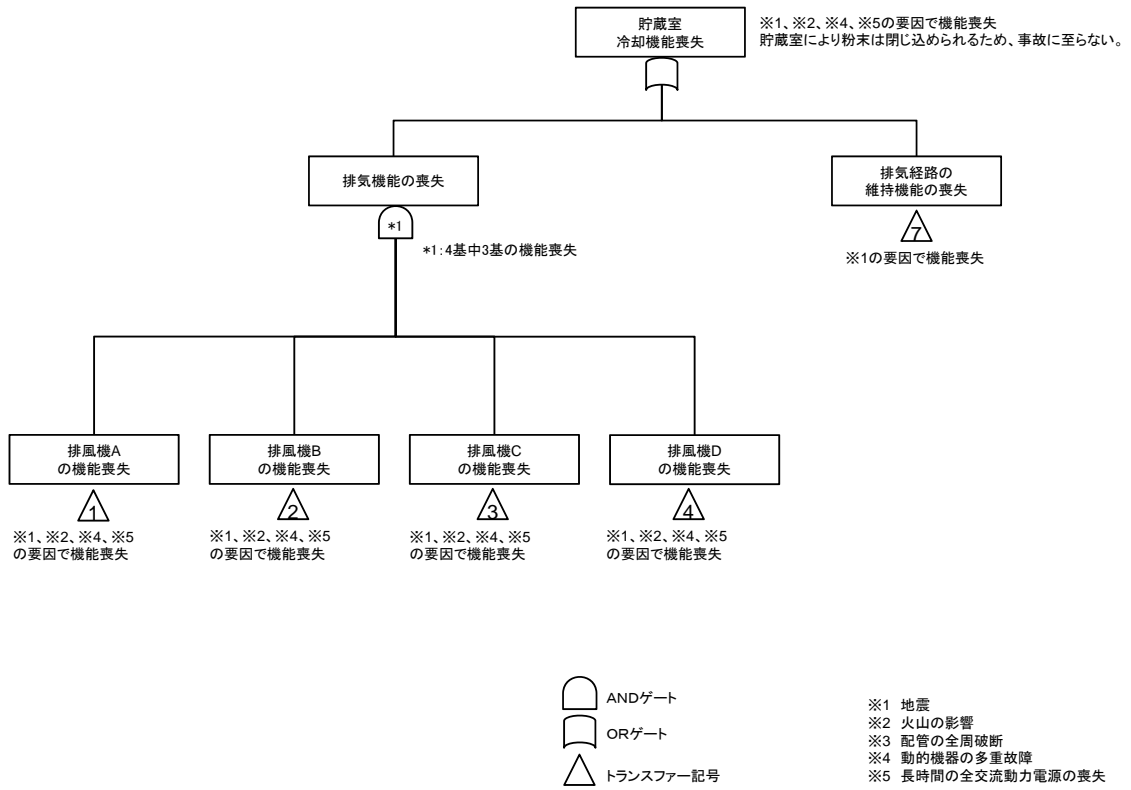 貯蔵室
冷却機能喪失
※1、※2、※4、※5の要因で機能喪失
貯蔵室により粉末は閉じ込められるため、事故に至らない。
排気機能の喪失
排気経路の
維持機能の喪失
*1
*1:4基中3基の機能喪失
7
※1の要因で機能喪失
排風機A
の機能喪失
排風機B
の機能喪失
排風機C
の機能喪失
排風機D
の機能喪失
1
2
3
4
※1、※2、※4、※5
の要因で機能喪失
※1、※2、※4、※5
の要因で機能喪失
※1、※2、※4、※5
の要因で機能喪失
※1、※2、※4、※5
の要因で機能喪失
ANDゲート
ORゲート
トランスファー記号
※1 地震
※2 火山の影響
※3 配管の全周破断
※4 動的機器の多重故障
※5 長時間の全交流動力電源の喪失